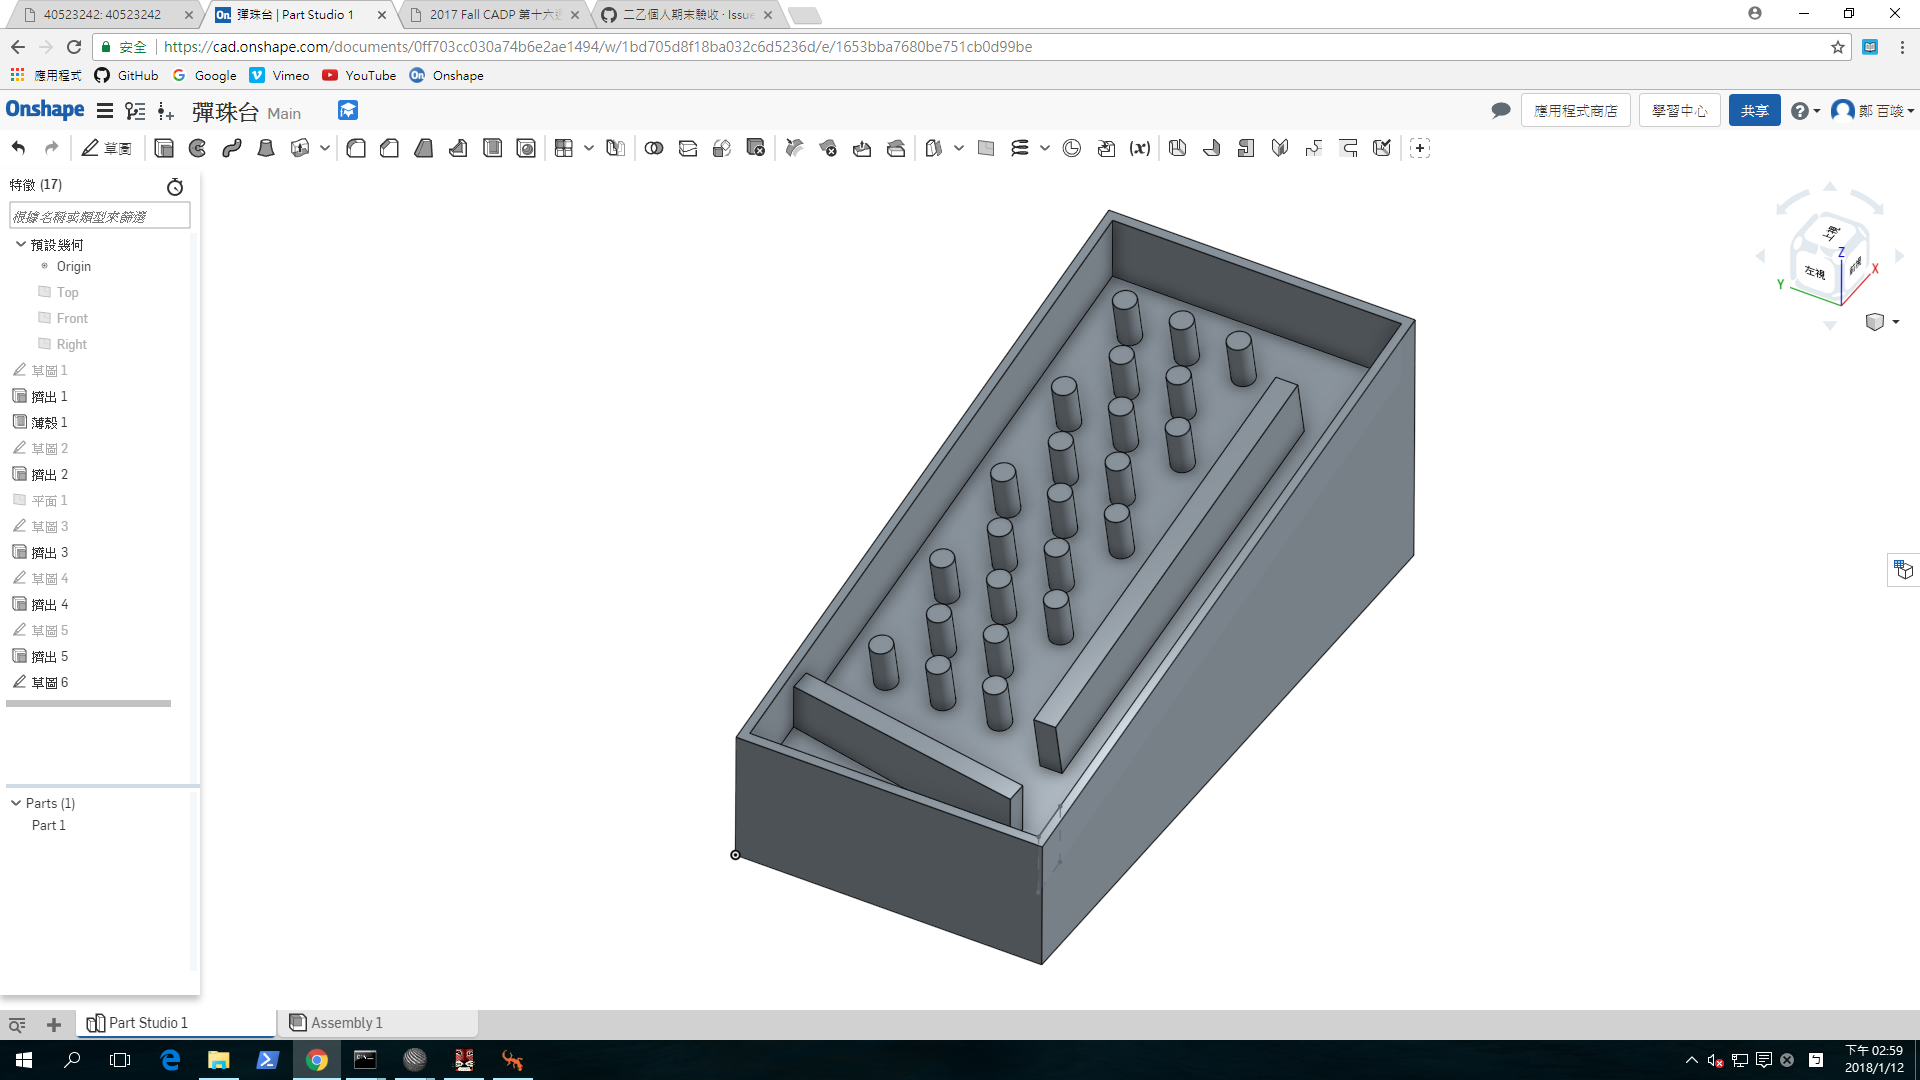 40523242: 40523242
On 彈珠台 | Part Studio 1
2017 Fall CADP 第十六週
二乙個人期末驗收 · Issue
安全
https://cad.onshape.com/documents/0ff703cc030a74b6e2ae1494/w/1bd705d8f18ba032c6d5236d/e/1653bba7680be751cb0d99be
應用程式
GitHub
Google
Vimeo
YouTube
On Onshape
Onshape
彈珠台 Main
應用程式商店
學習中心
共享
鄭 百峻
草圖
(x)
特徵 (17)
根據名稱或類型來篩選
預設幾何
Origin
Top
Front
Right
草圖 1
擠出 1
薄殼 1
草圖 2
擠出 2
平面 1
草圖 3
擠出 3
草圖 4
擠出 4
草圖 5
擠出 5
草圖 6
Parts (1)
Part 1
上視
左視
前視
Z
X
Y
Part Studio 1
Assembly 1
下午 02:59
2018/1/12